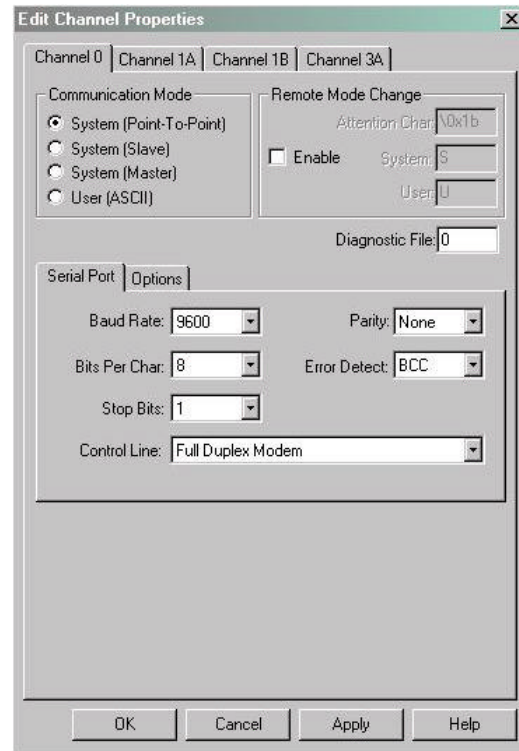 Edit Channel Properties
Channel 0 Channel 1A Channel 1B Channel 3A
Communication Mode
System (Point-To-Point)
System (Slave)
System (Master)
User (ASCII)
Remote Mode Change
Attention Char: \0x1b
Enable
System: S
User: U
Diagnostic File: 0
Serial Port Options
Baud Rate: 9600
Parity: None
Bits Per Char: 8
Error Detect: BCC
Stop Bits: 1
Control Line: Full Duplex Modem
OK Cancel Apply Help